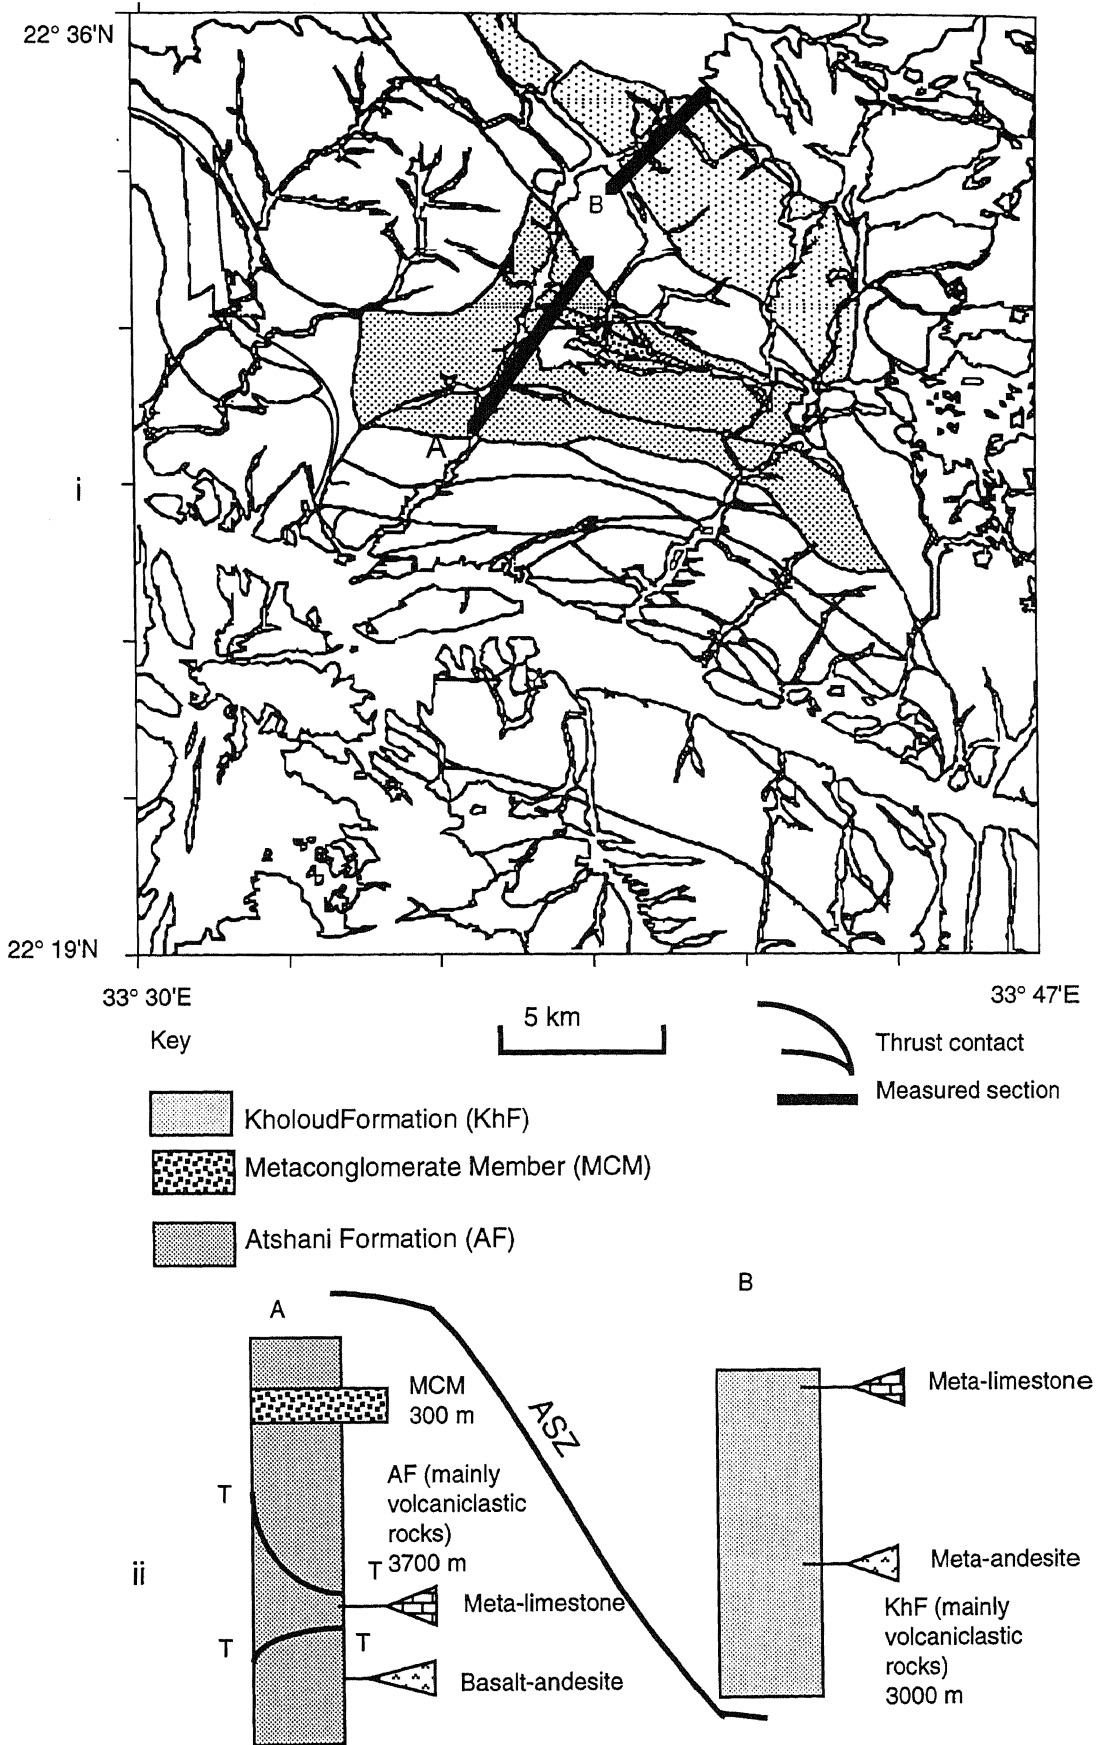 22° 36'N
B
A
i
22° 19'N
33° 30'E
33° 47'E
5 km
Key
Thrust contact
Measured section
KholoudFormation (KhF)
Metaconglomerate Member (MCM)
Atshani Formation (AF)
A
B
MCM
300 m
Meta-limestone
ASZ
T
AF (mainly
volcaniclastic
rocks)
3700 m
T
ii
Meta-limestone
Meta-andesite
T
T
Basalt-andesite
KhF (mainly
volcaniclastic
rocks)
3000 m